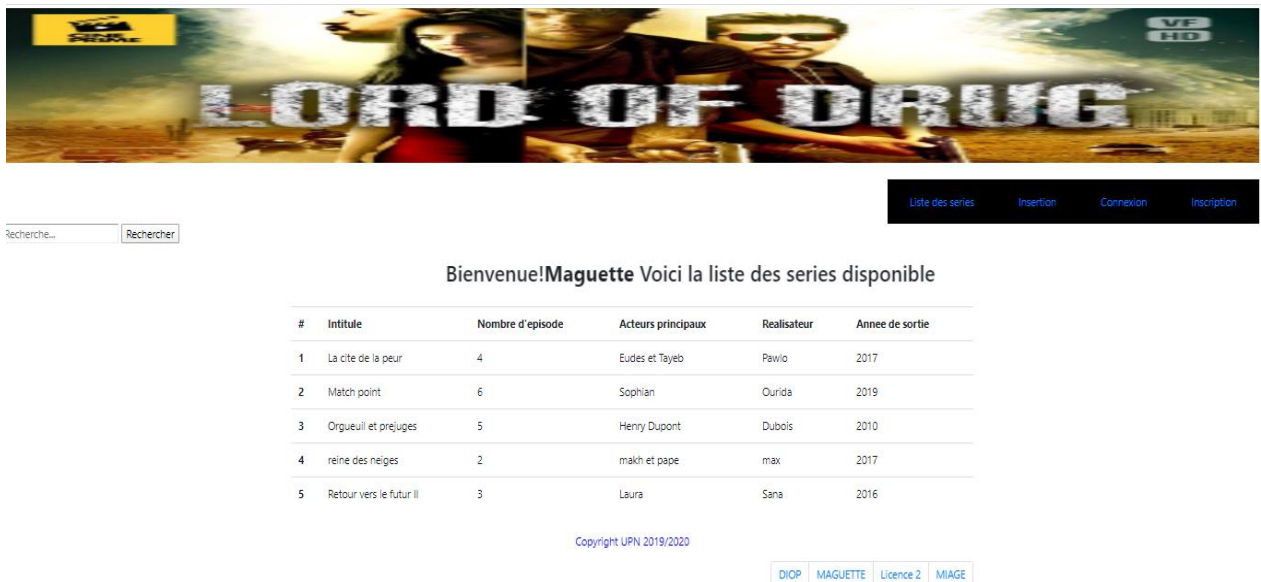 CINE
PRIME
VF
HD
LORD OF DRUG
Liste des series Insertion Connexion Inscription
Recherche... Rechercher
Bienvenue!Maguette Voici la liste des series disponible
# Intitule Nombre d'episode Acteurs principaux Realisateur Annee de sortie
1 La cite de la peur 4 Eudes et Tayeb Pawlo 2017
2 Match point 6 Sophian Ourida 2019
3 Orgueuil et prejuges 5 Henry Dupont Dubois 2010
4 reine des neiges 2 makh et pape max 2017
5 Retour vers le futur II 3 Laura Sana 2016
Copyright UPN 2019/2020
DIOP MAGUETTE Licence 2 MIAGE